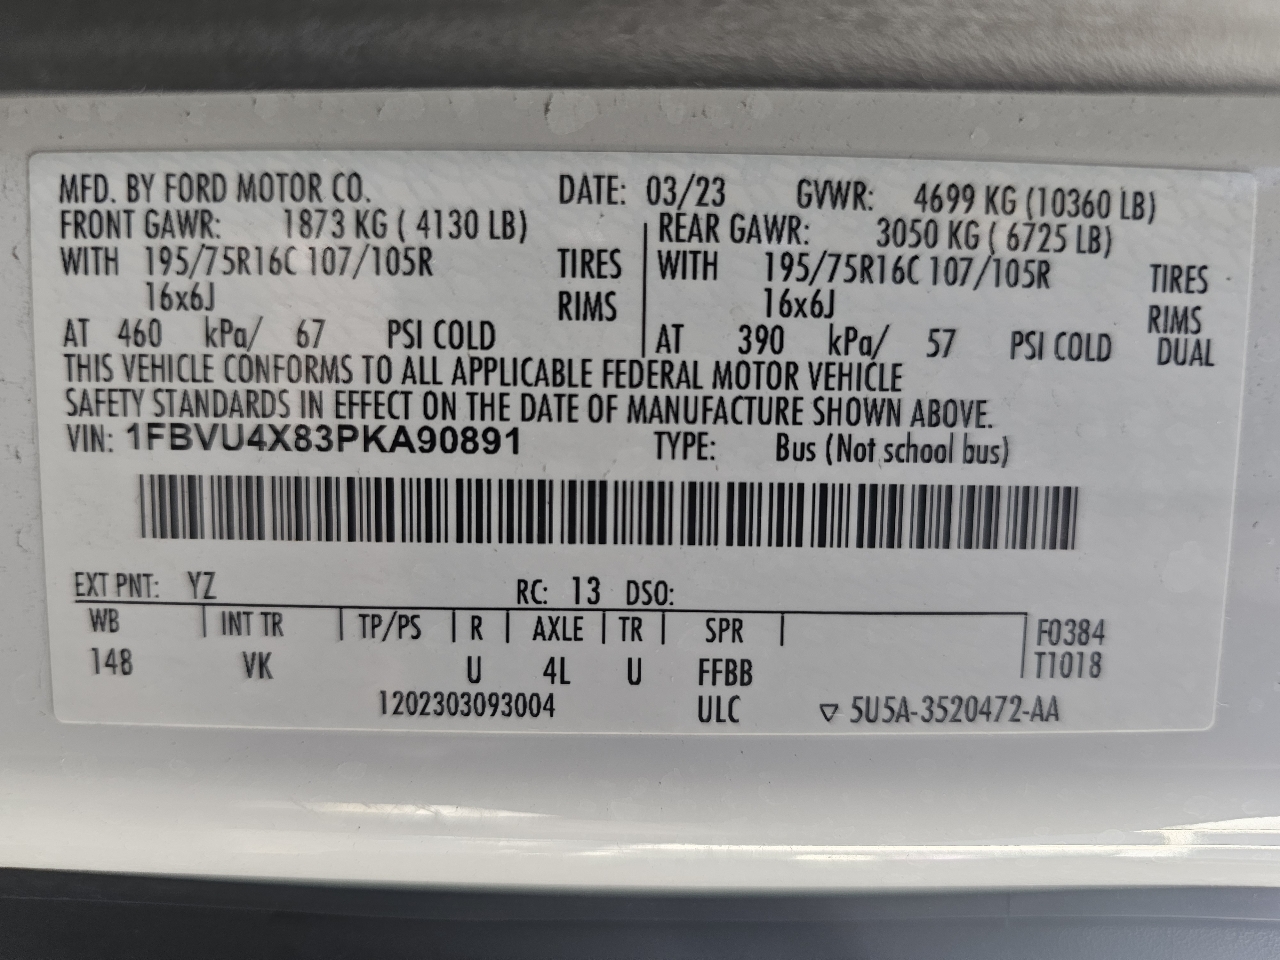 MFD. BY FORD MOTOR CO. DATE: 03/23 GVWR: 4699 KG (10360 LB)
FRONT GAWR: 1873 KG ( 4130 LB) REAR GAWR: 3050 KG ( 6725 LB)
WITH 195/75R16C 107/105R TIRES WITH 195/75R16C 107/105R TIRES
16x6J RIMS 16x6J RIMS
AT 460 kPa/ 67 PSI COLD AT 390 kPa/ 57 PSI COLD DUAL
THIS VEHICLE CONFORMS TO ALL APPLICABLE FEDERAL MOTOR VEHICLE
SAFETY STANDARDS IN EFFECT ON THE DATE OF MANUFACTURE SHOWN ABOVE.
VIN: 1FBVU4X83PKA90891 TYPE: Bus (Not school bus)
EXT PNT: YZ RC: 13 DSO:
WB INT TR TP/PS R AXLE TR SPR F0384
148 VK U 4L U FFBB T1018
1202303093004 ULC ▽ 5U5A-3520472-AA